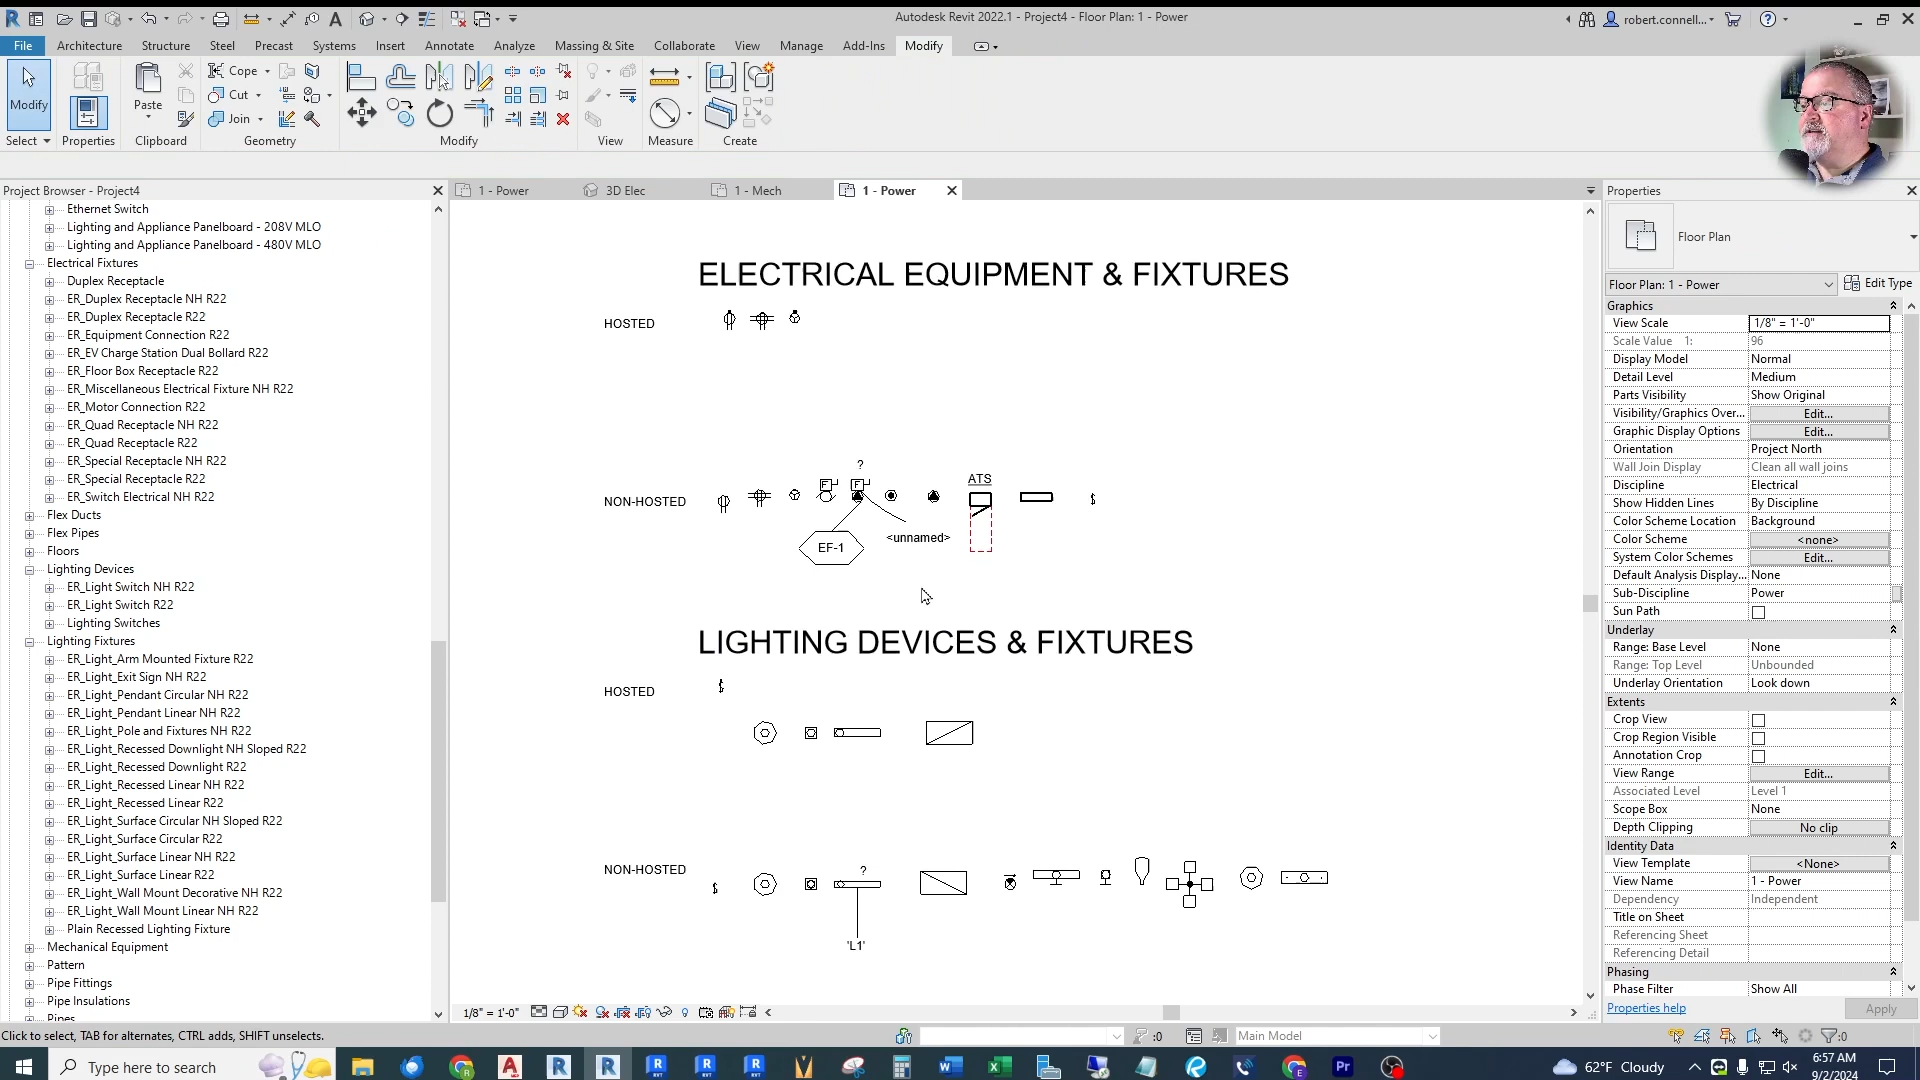 Autodesk Revit 2022.1 - Project4 - Floor Plan: 1 - Power
robert.connell...
File Architecture Structure Steel Precast Systems Insert Annotate Analyze Massing & Site Collaborate View Manage Add-Ins Modify
Modify
Paste
Cope
Cut
Join
Select Properties Clipboard Geometry Modify View Measure Create
Project Browser - Project4
1 - Power 3D Elec 1 - Mech 1 - Power
Properties
Ethernet Switch
Lighting and Appliance Panelboard - 208V MLO
Lighting and Appliance Panelboard - 480V MLO
Electrical Fixtures
Duplex Receptacle
ER_Duplex Receptacle NH R22
ER_Duplex Receptacle R22
ER_Equipment Connection R22
ER_EV Charge Station Dual Bollard R22
ER_Floor Box Receptacle R22
ER_Miscellaneous Electrical Fixture NH R22
ER_Motor Connection R22
ER_Quad Receptacle NH R22
ER_Quad Receptacle R22
ER_Special Receptacle NH R22
ER_Special Receptacle R22
ER_Switch Electrical NH R22
Flex Ducts
Flex Pipes
Floors
Lighting Devices
ER_Light Switch NH R22
ER_Light Switch R22
Lighting Switches
Lighting Fixtures
ER_Light_Arm Mounted Fixture R22
ER_Light_Exit Sign NH R22
ER_Light_Pendant Circular NH R22
ER_Light_Pendant Linear NH R22
ER_Light_Pole and Fixtures NH R22
ER_Light_Recessed Downlight NH Sloped R22
ER_Light_Recessed Downlight R22
ER_Light_Recessed Linear NH R22
ER_Light_Recessed Linear R22
ER_Light_Surface Circular NH Sloped R22
ER_Light_Surface Circular R22
ER_Light_Surface Linear NH R22
ER_Light_Surface Linear R22
ER_Light_Wall Mount Decorative NH R22
ER_Light_Wall Mount Linear NH R22
Plain Recessed Lighting Fixture
Mechanical Equipment
Pattern
Pipe Fittings
Pipe Insulations
Pipes
ELECTRICAL EQUIPMENT & FIXTURES
HOSTED
NON-HOSTED
?
F F
ATS
EF-1
<unnamed>
LIGHTING DEVICES & FIXTURES
HOSTED
NON-HOSTED
?
'L1'
Floor Plan
Floor Plan: 1 - Power Edit Type
Graphics
View Scale 1/8" = 1'-0"
Scale Value 1: 96
Display Model Normal
Detail Level Medium
Parts Visibility Show Original
Visibility/Graphics Over... Edit...
Graphic Display Options Edit...
Orientation Project North
Wall Join Display Clean all wall joins
Discipline Electrical
Show Hidden Lines By Discipline
Color Scheme Location Background
Color Scheme <none>
System Color Schemes Edit...
Default Analysis Display... None
Sub-Discipline Power
Sun Path
Underlay
Range: Base Level None
Range: Top Level Unbounded
Underlay Orientation Look down
Extents
Crop View
Crop Region Visible
Annotation Crop
View Range Edit...
Associated Level Level 1
Scope Box None
Depth Clipping No clip
Identity Data
View Template <None>
View Name 1 - Power
Dependency Independent
Title on Sheet
Referencing Sheet
Referencing Detail
Phasing
Phase Filter Show All
Properties help Apply
1/8" = 1'-0"
Click to select, TAB for alternates, CTRL adds, SHIFT unselects.
:0 Main Model :0
Type here to search
62°F Cloudy
6:57 AM
9/2/2024